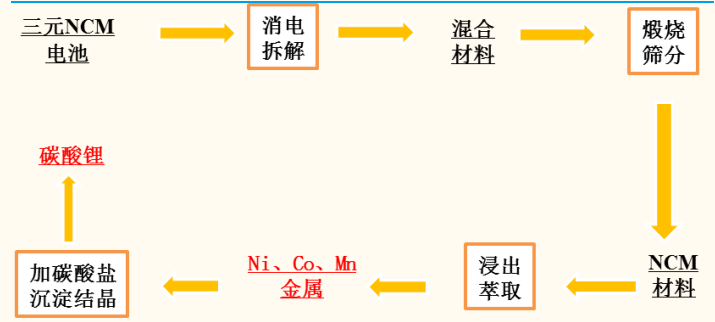 三元NCM
电池
消电
拆解
混合
材料
煅烧
筛分
NCM
材料
浸出
萃取
Ni、Co、Mn
金属
加碳酸盐
沉淀结晶
碳酸锂